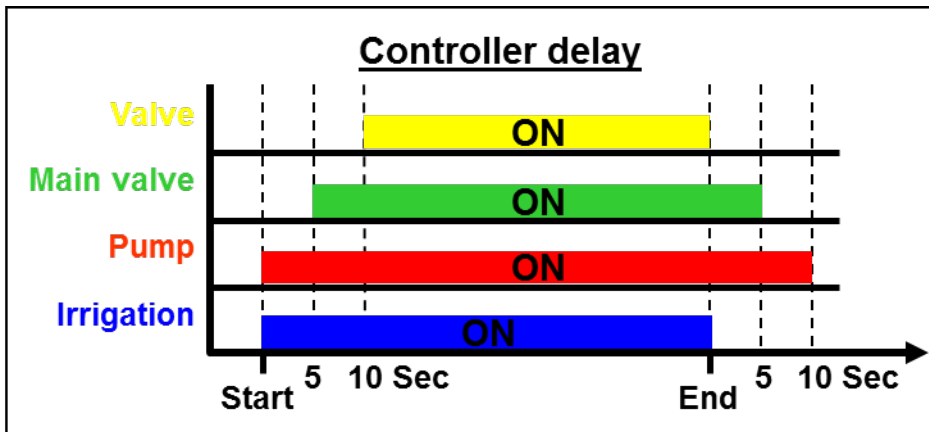 Controller delay
Valve
ON
Main valve
ON
Pump
ON
Irrigation
ON
Start 5 10 Sec End 5 10 Sec